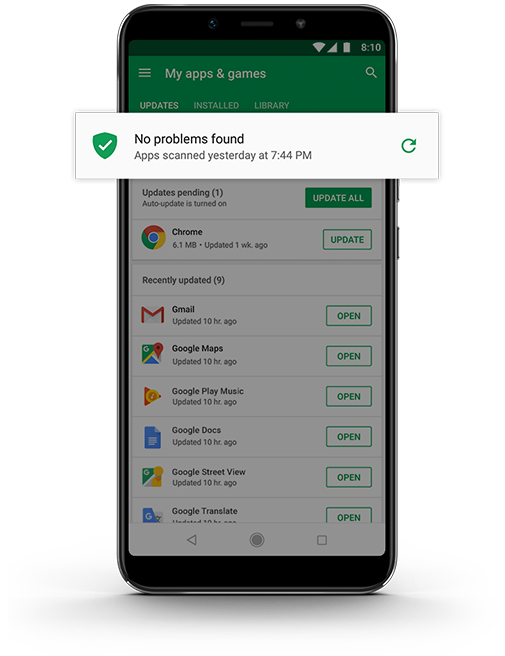 8:10
My apps & games
UPDATES INSTALLED LIBRARY
No problems found
Apps scanned yesterday at 7:44 PM
Updates pending (1)
Auto-update is turned on
UPDATE ALL
Chrome
6.1 MB • Updated 1 wk. ago
UPDATE
Recently updated (9)
Gmail
Updated 10 hr. ago
OPEN
Google Maps
Updated 10 hr. ago
OPEN
Google Play Music
Updated 10 hr. ago
OPEN
Google Docs
Updated 10 hr. ago
OPEN
Google Street View
Updated 10 hr. ago
OPEN
Google Translate
Updated 10 hr. ago
OPEN